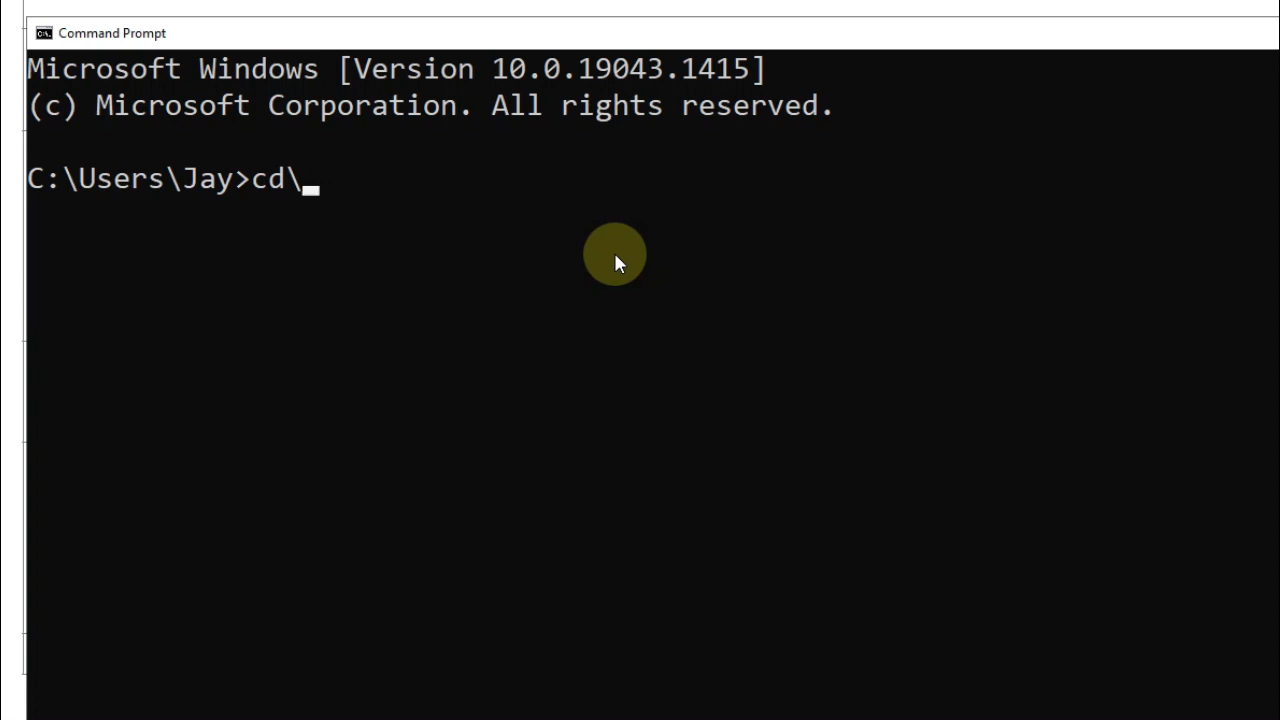 Command Prompt
Microsoft Windows [Version 10.0.19043.1415]
(c) Microsoft Corporation. All rights reserved.
C:\Users\Jay>cd\